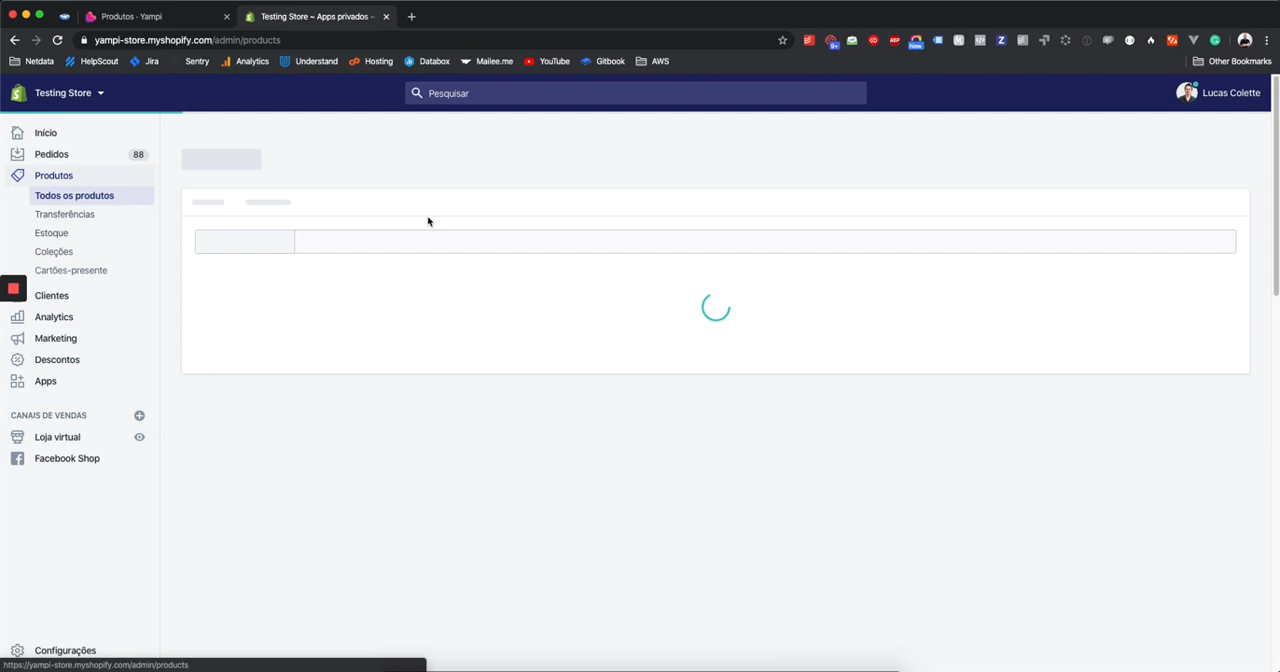 Produtos · Yampi
Testing Store ~ Apps privados ~
yampi-store.myshopify.com/admin/products
9+
ABP
New
Z
Netdata
HelpScout
Jira
Sentry
Analytics
Understand
Hosting
Databox
Mailee.me
YouTube
Gitbook
AWS
Other Bookmarks
Testing Store
Pesquisar
Lucas Colette
Início
Pedidos 88
Produtos
Todos os produtos
Transferências
Estoque
Coleções
Cartões-presente
Clientes
Analytics
Marketing
Descontos
Apps
CANAIS DE VENDAS
Loja virtual
Facebook Shop
Configurações
https://yampi-store.myshopify.com/admin/products